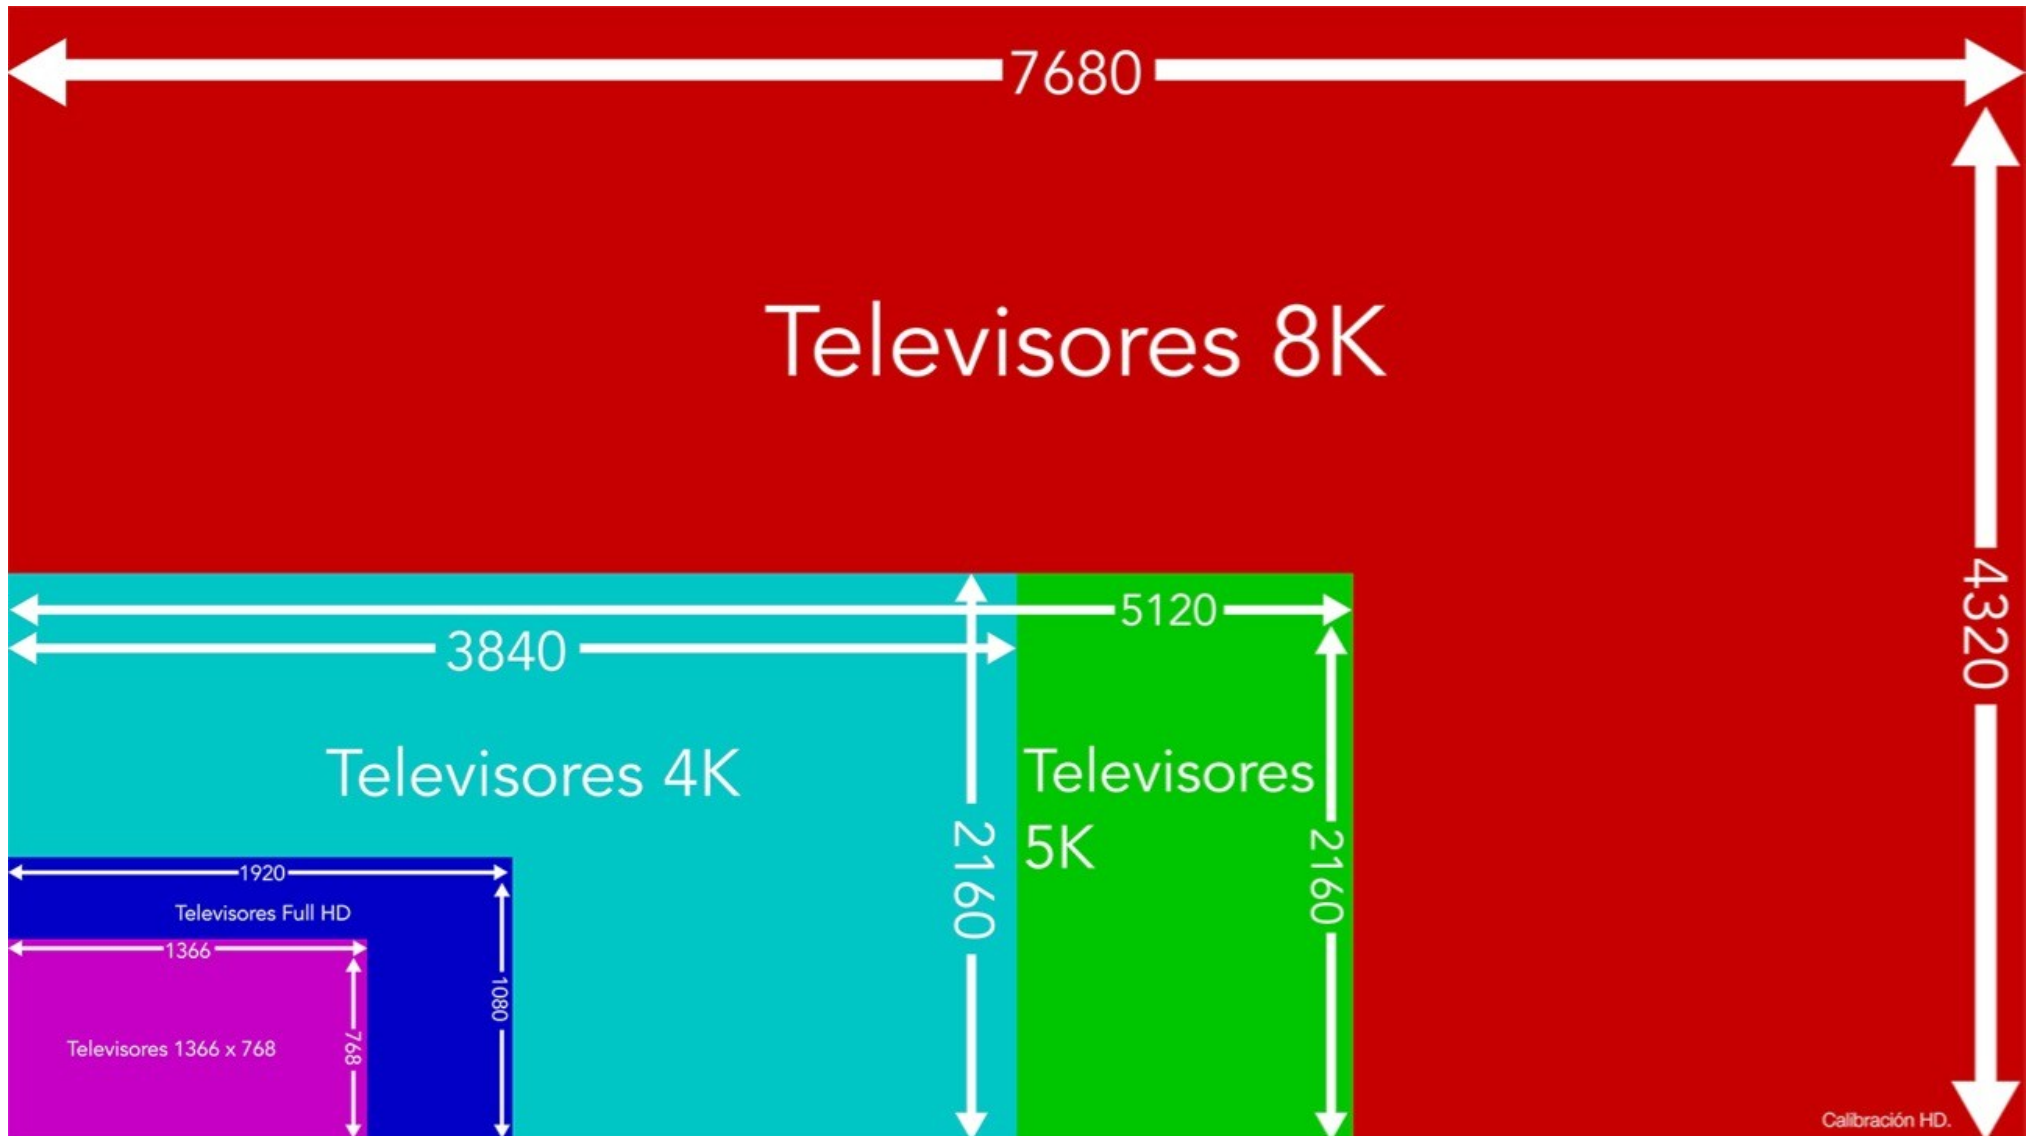 7680
Televisores 8K
4320
5120
3840
2160
Televisores 4K
Televisores
5K
2160
1920
Televisores Full HD
1080
1366
768
Televisores 1366 x 768
Calibración HD.